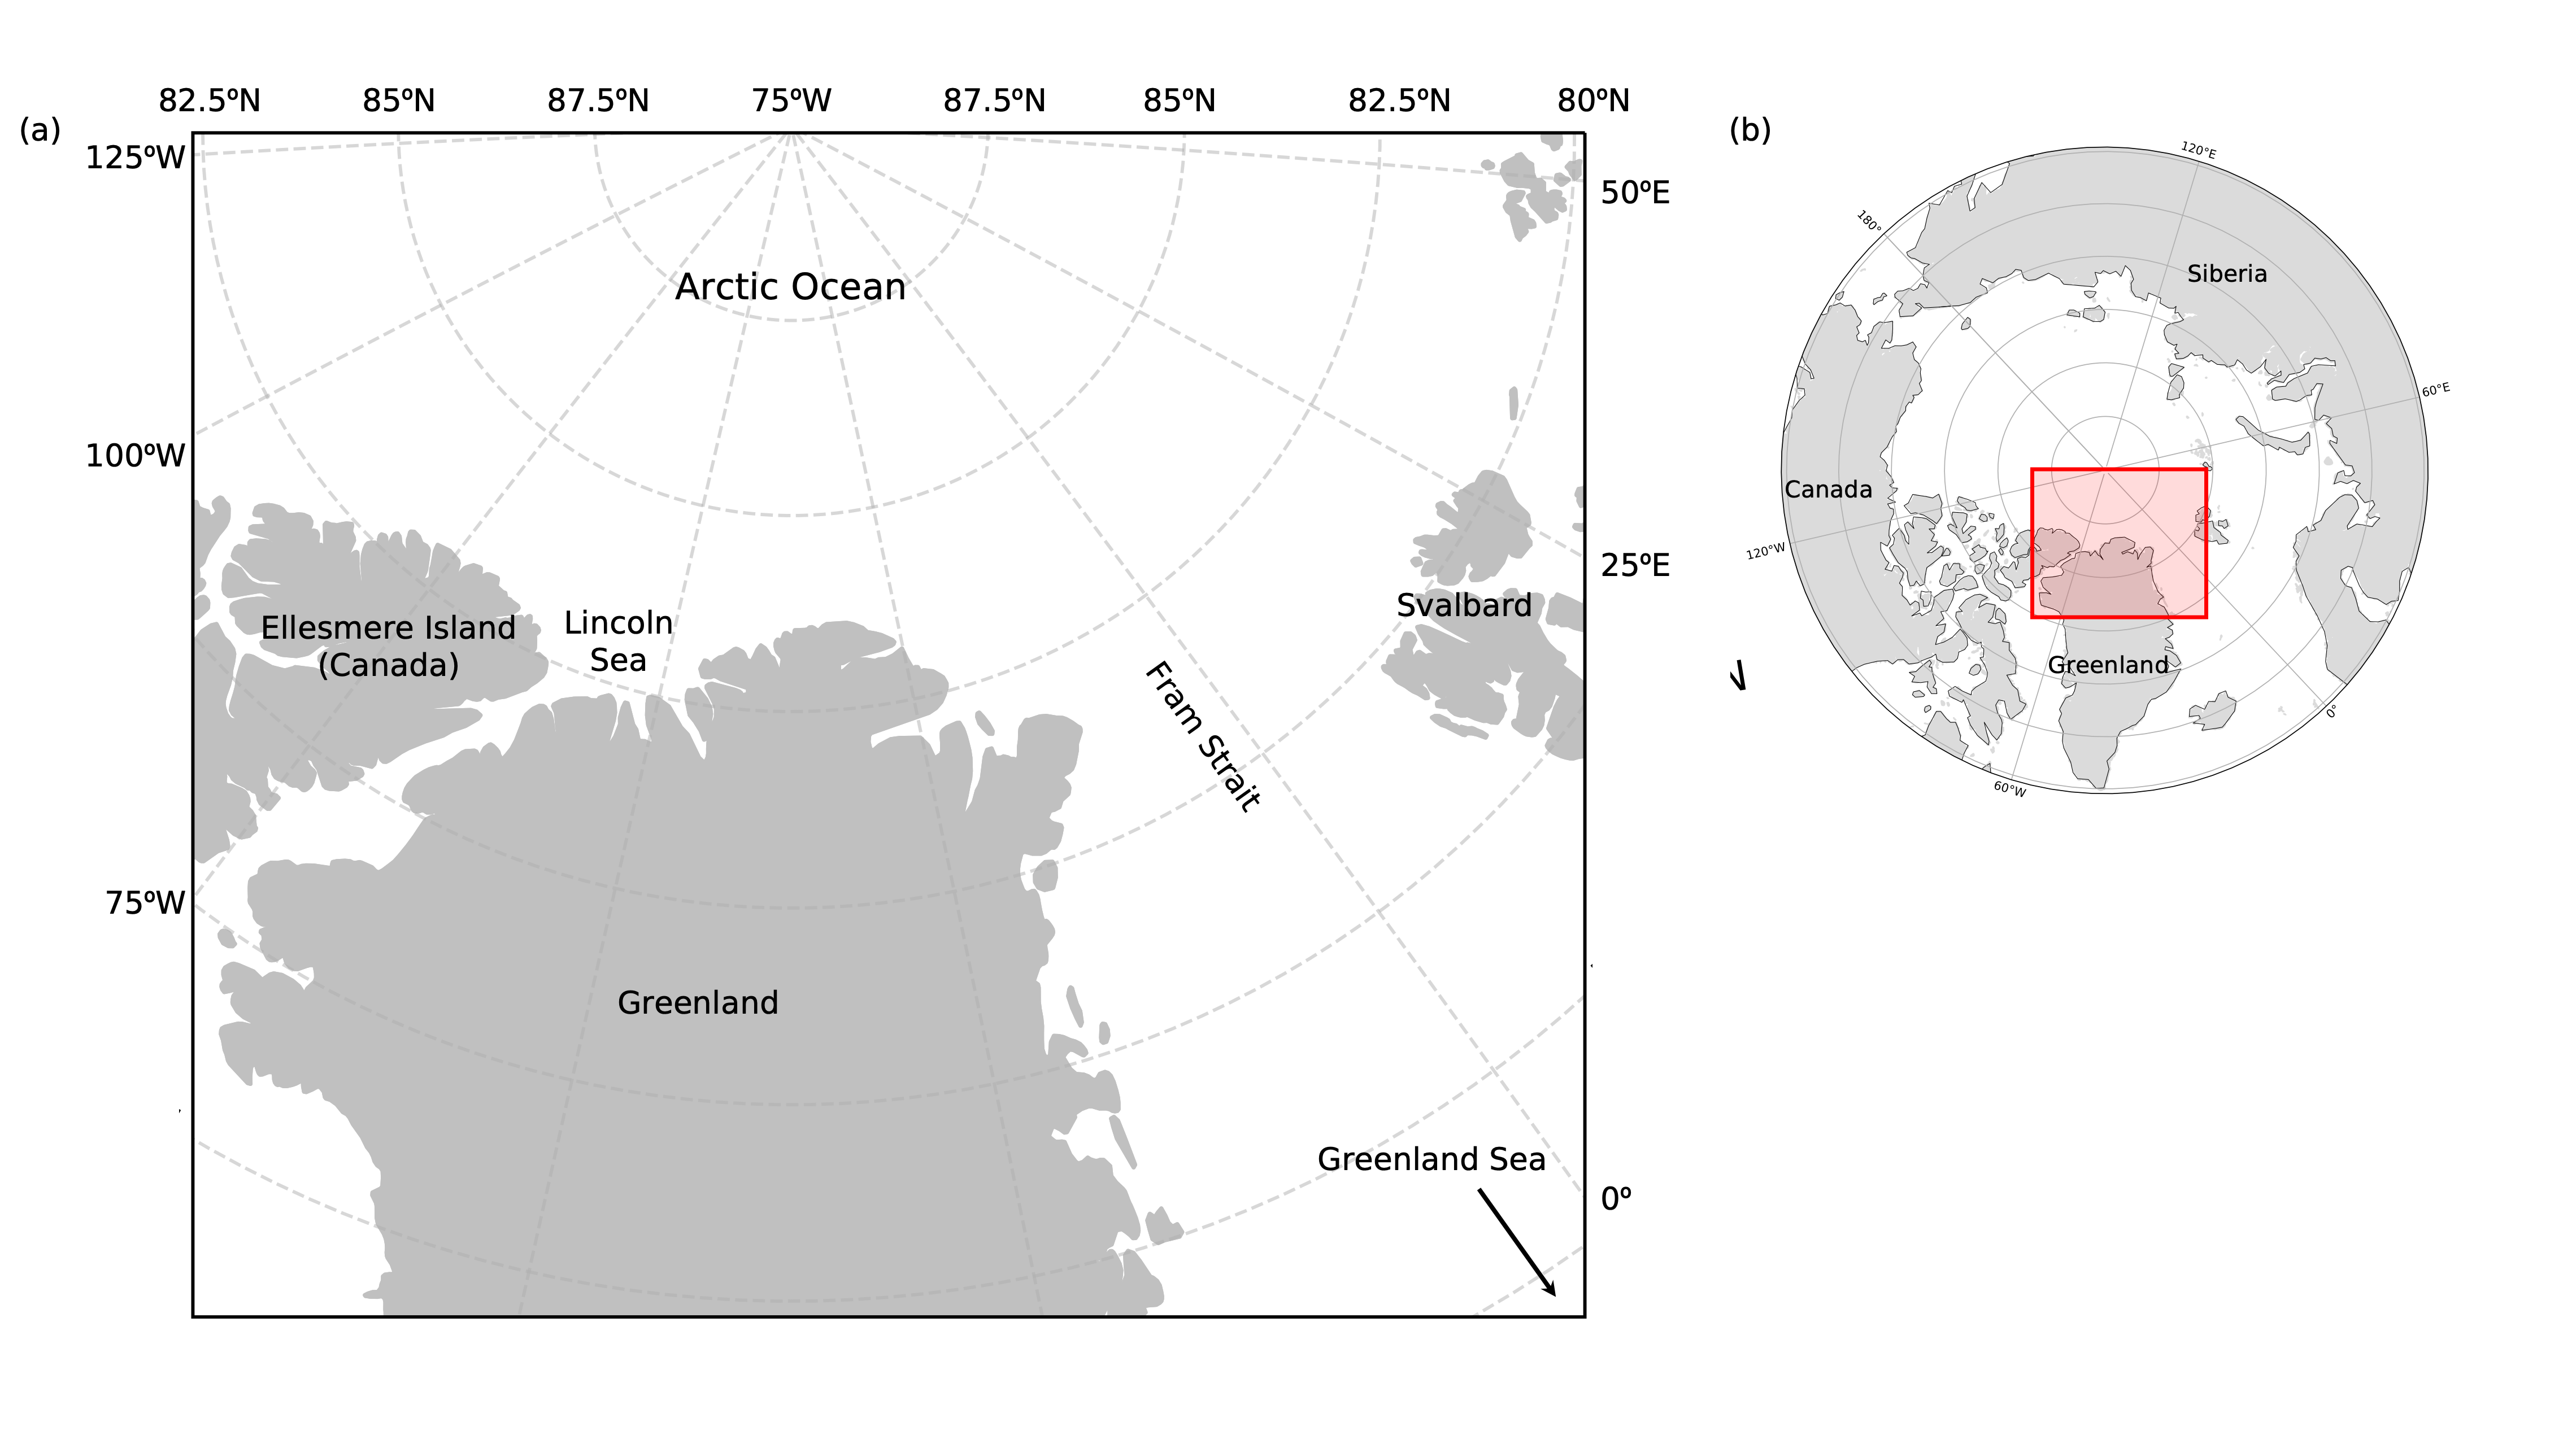 82.5ºN 85ºN 87.5ºN 75ºW 87.5ºN 85ºN 82.5ºN 80ºN
(a)
125ºW
50ºE
Arctic Ocean
100ºW
25ºE
Svalbard
Ellesmere Island
(Canada)
Lincoln
Sea
Fram Strait
75ºW
Greenland
Greenland Sea
0º
(b)
120°E
180°
Siberia
60°E
Canada
120°W
Greenland
0°
60°W